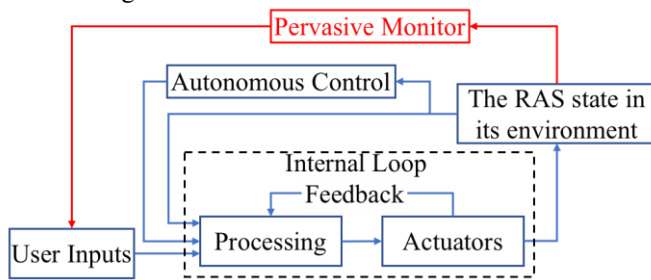 Pervasive Monitor
Autonomous Control
The RAS state in
its environment
Internal Loop
Feedback
Processing
Actuators
User Inputs